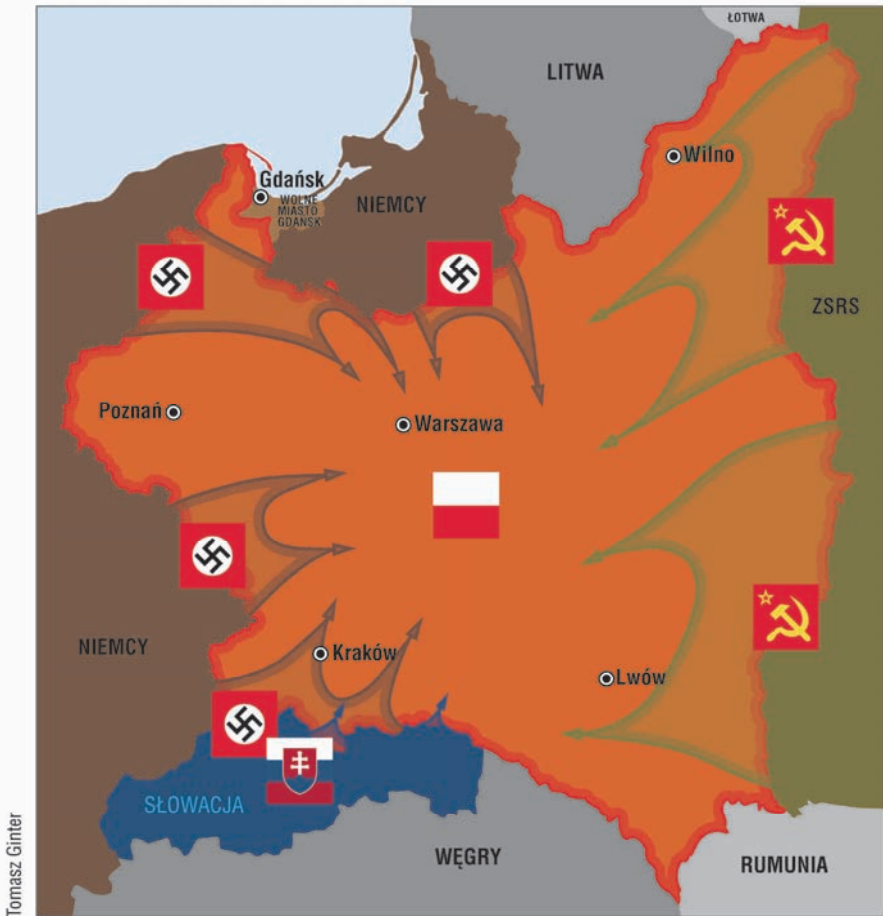 ŁOTWA
LITWA
Wilno
Gdańsk
WOLNE
MIASTO
GDAŃSK
NIEMCY
ZSRS
Poznań
Warszawa
NIEMCY
Kraków
Lwów
SŁOWACJA
WĘGRY
RUMUNIA
Tomasz Ginter